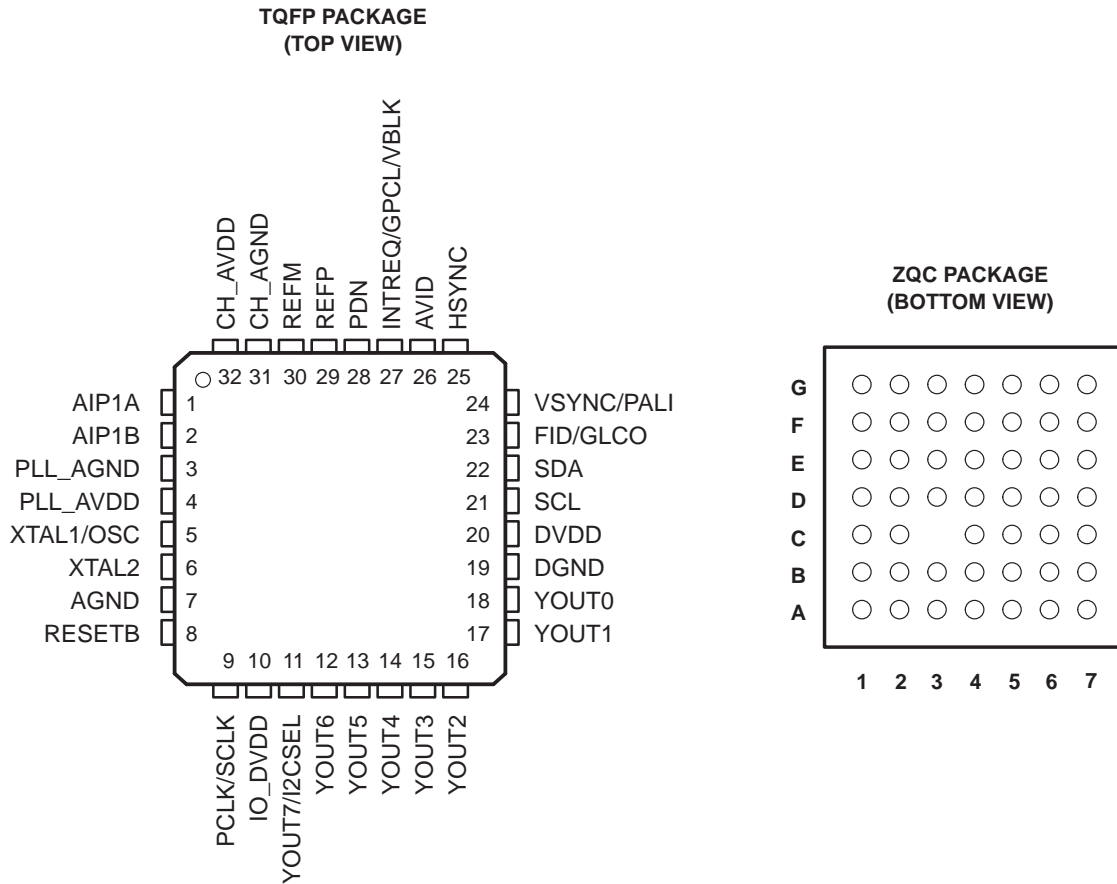 TQFP PACKAGE
(TOP VIEW)
CH_AVDD
CH_AGND
REFM
REFP
PDN
INTREQ/GPCL/VBLK
AVID
HSYNC
32 31 30 29 28 27 26 25
AIP1A 1
AIP1B 2
PLL_AGND 3
PLL_AVDD 4
XTAL1/OSC 5
XTAL2 6
AGND 7
RESETB 8
24 VSYNC/PALI
23 FID/GLCO
22 SDA
21 SCL
20 DVDD
19 DGND
18 YOUT0
17 YOUT1
9 10 11 12 13 14 15 16
PCLK/SCLK
IO_DVDD
YOUT7/I2CSEL
YOUT6
YOUT5
YOUT4
YOUT3
YOUT2
ZQC PACKAGE
(BOTTOM VIEW)
G
F
E
D
C
B
A
1 2 3 4 5 6 7